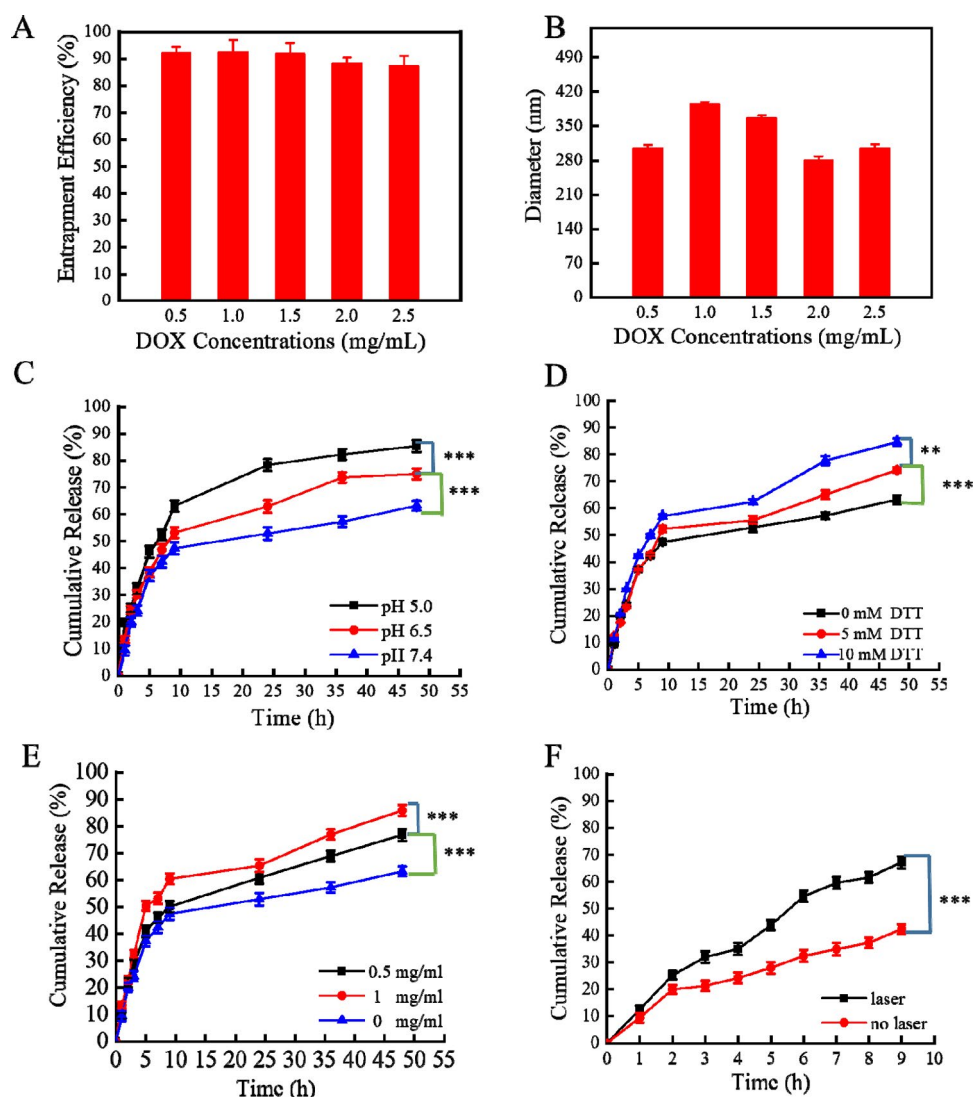 A
Entrapment Efficiency (%)
100
90
80
70
60
50
40
30
20
10
0
0.5 1.0 1.5 2.0 2.5
DOX Concentrations (mg/mL)
B
Diameter (nm)
490
420
350
280
210
140
70
0
0.5 1.0 1.5 2.0 2.5
DOX Concentrations (mg/mL)
C
Cumulative Release (%)
100
90
80
70
60
50
40
30
20
10
0
***
***
pH 5.0
pH 6.5
pII 7.4
0 5 10 15 20 25 30 35 40 45 50 55
Time (h)
D
Cumulativc Rclcasc (%)
100
90
80
70
60
50
40
30
20
10
0
**
***
0 mM DTT
5 mM DTT
10 mM DTT
0 5 10 15 20 25 30 35 40 45 50 55
Time (h)
E
Cumulative Release (%)
100
90
80
70
60
50
40
30
20
10
0
***
***
0.5 mg/ml
1 mg/ml
0 mg/ml
0 5 10 15 20 25 30 35 40 45 50 55
Timc (h)
F
Cumulative Release (%)
100
90
80
70
60
50
40
30
20
10
0
***
laser
no laser
0 1 2 3 4 5 6 7 8 9 10
Time (h)